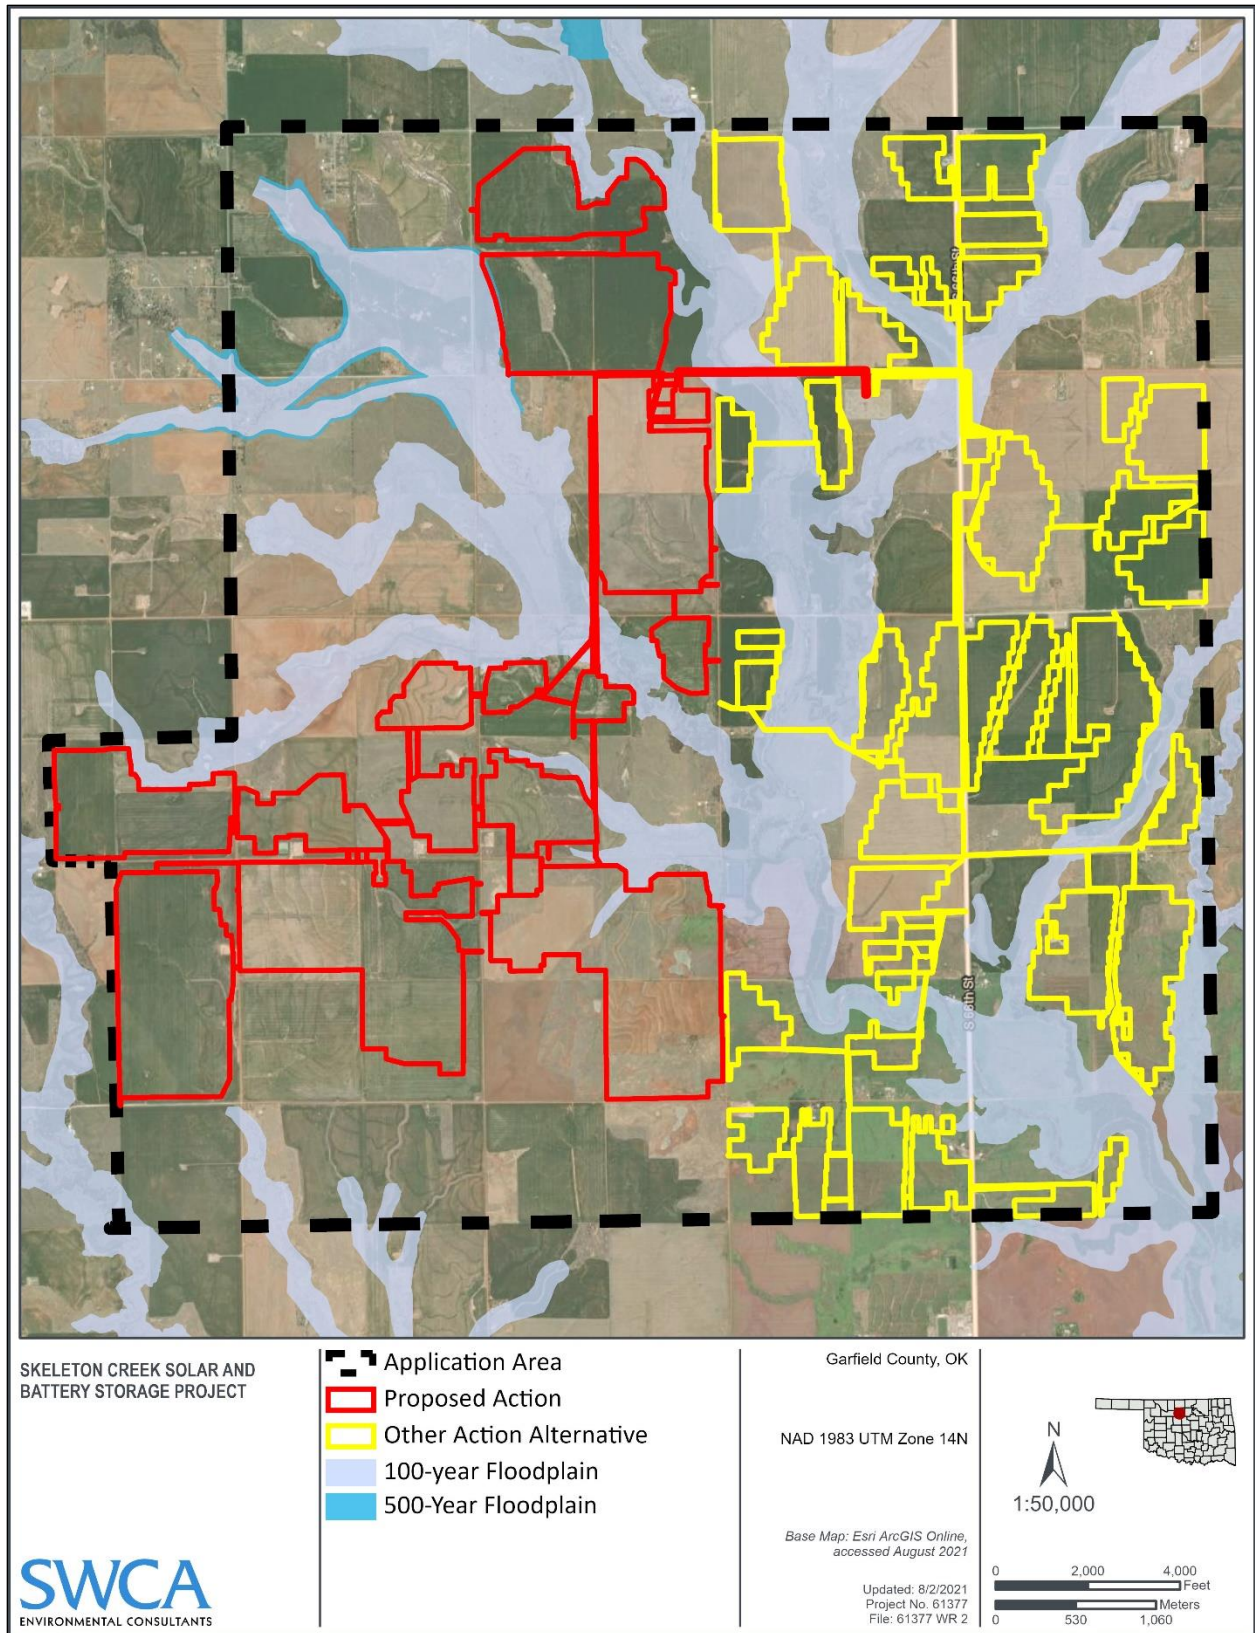 S 66th St
S 66th St
SKELETON CREEK SOLAR AND
BATTERY STORAGE PROJECT
Application Area
Proposed Action
Other Action Alternative
100-year Floodplain
500-Year Floodplain
Garfield County, OK
NAD 1983 UTM Zone 14N
Base Map: Esri ArcGIS Online,
accessed August 2021
Updated: 8/2/2021
Project No. 61377
File: 61377 WR 2
N
1:50,000
0 2,000 4,000
Feet
Meters
0 530 1,060
SWCA
ENVIRONMENTAL CONSULTANTS